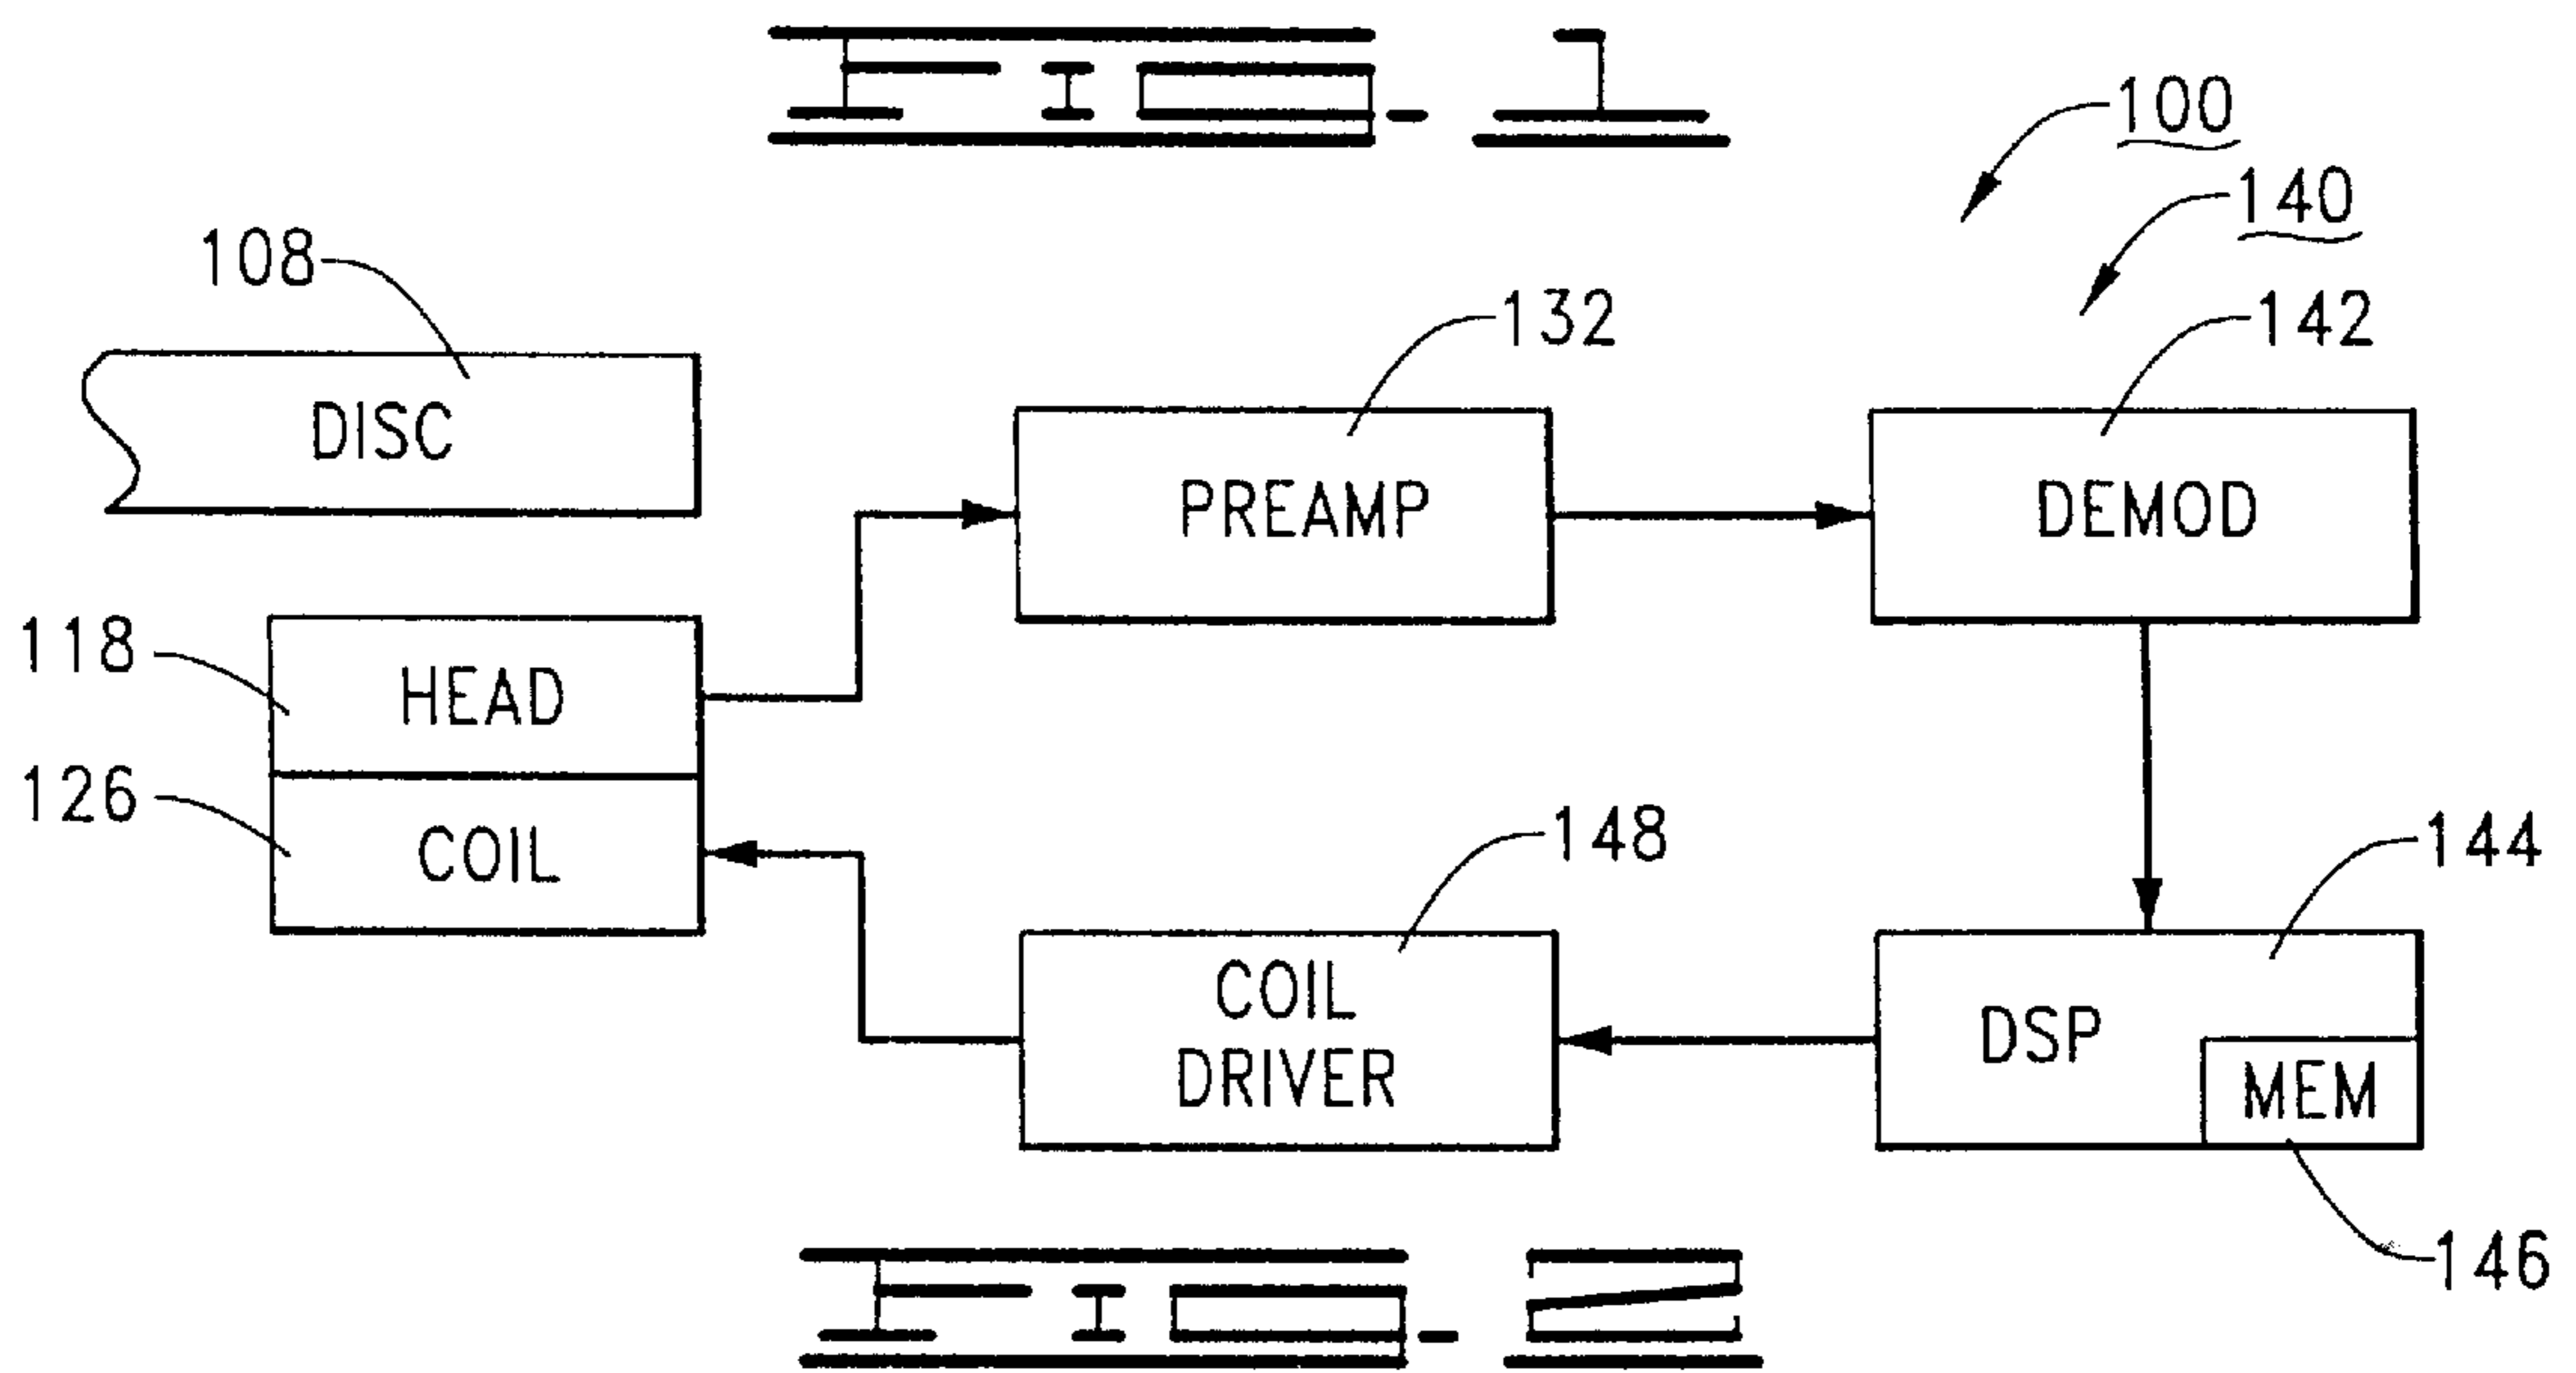 FIG. 1
100
140
108
132
142
DISC
PREAMP
DEMOD
118
HEAD
126
COIL
148
144
COIL
DRIVER
DSP
MEM
146
FIG. 2